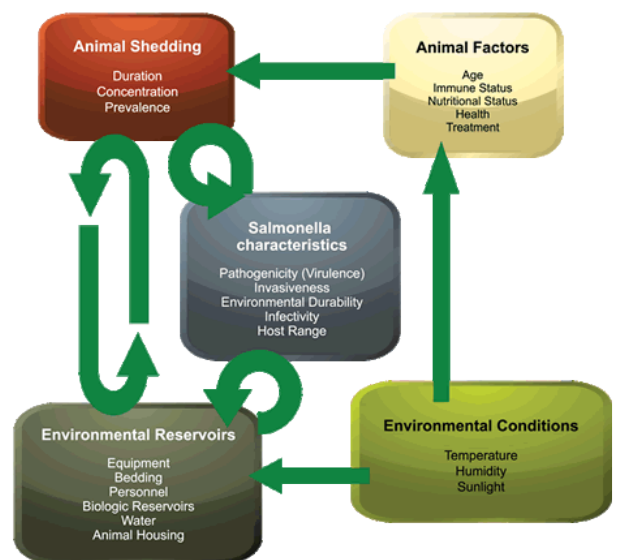 Animal Shedding
Duration
Concentration
Prevalence
Animal Factors
Age
Immune Status
Nutritional Status
Health
Treatment
Salmonella
characteristics
Pathogenicity (Virulence)
Invasiveness
Environmental Durability
Infectivity
Host Range
Environmental Reservoirs
Equipment
Bedding
Personnel
Biologic Reservoirs
Water
Animal Housing
Environmental Conditions
Temperature
Humidity
Sunlight